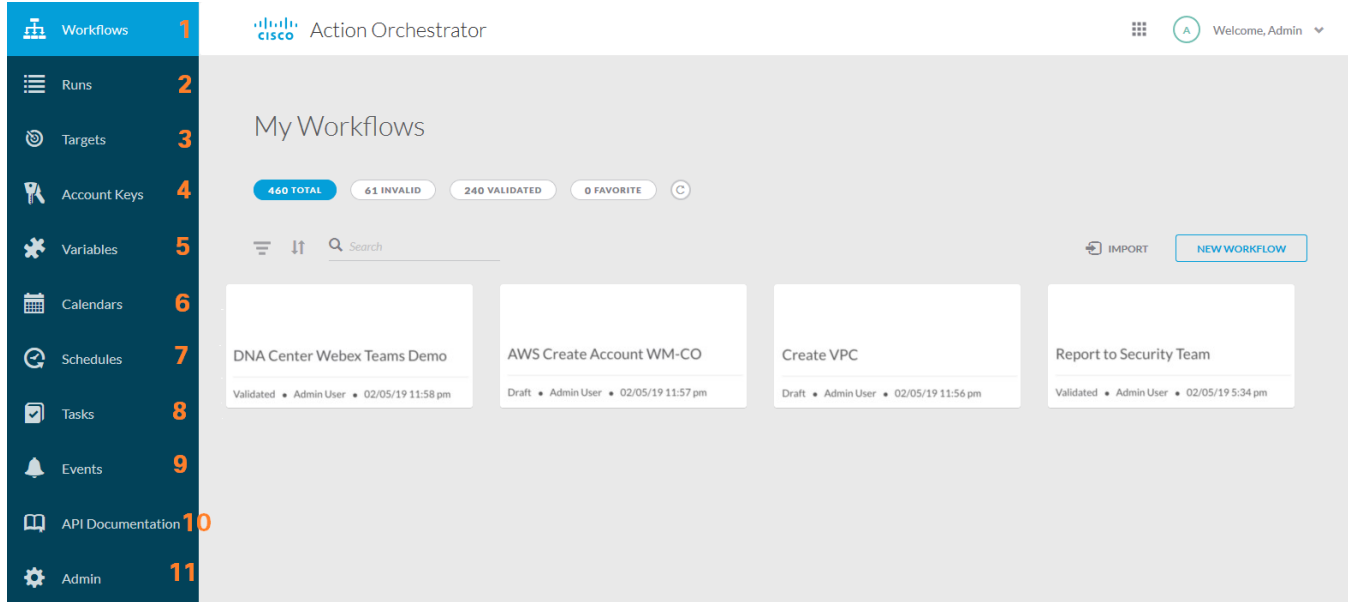 Workflows 1
Runs 2
Targets 3
Account Keys 4
Variables 5
Calendars 6
Schedules 7
Tasks 8
Events 9
API Documentation 10
Admin 11
cisco Action Orchestrator
A Welcome, Admin
My Workflows
460 TOTAL 61 INVALID 240 VALIDATED 0 FAVORITE
Search IMPORT NEW WORKFLOW
DNA Center Webex Teams Demo
Validated • Admin User • 02/05/19 11:58 pm
AWS Create Account WM-CO
Draft • Admin User • 02/05/19 11:57 pm
Create VPC
Draft • Admin User • 02/05/19 11:56 pm
Report to Security Team
Validated • Admin User • 02/05/19 5:34 pm